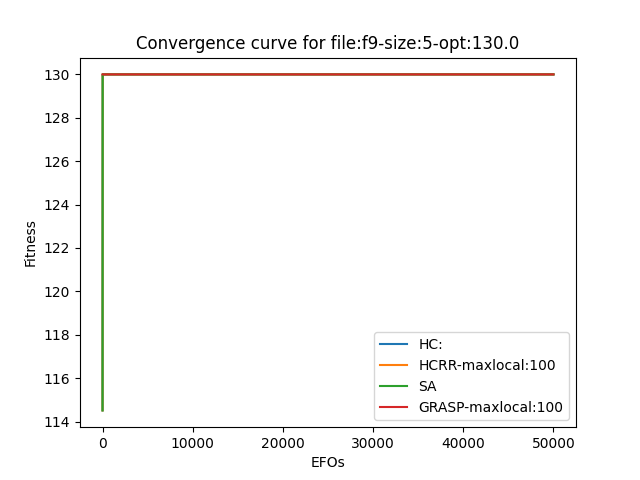 Convergence curve for file:f9-size:5-opt:130.0
130
128
126
124
122
120
118
116
114
Fitness
HC:
HCRR-maxlocal:100
SA
GRASP-maxlocal:100
0 10000 20000 30000 40000 50000
EFOs